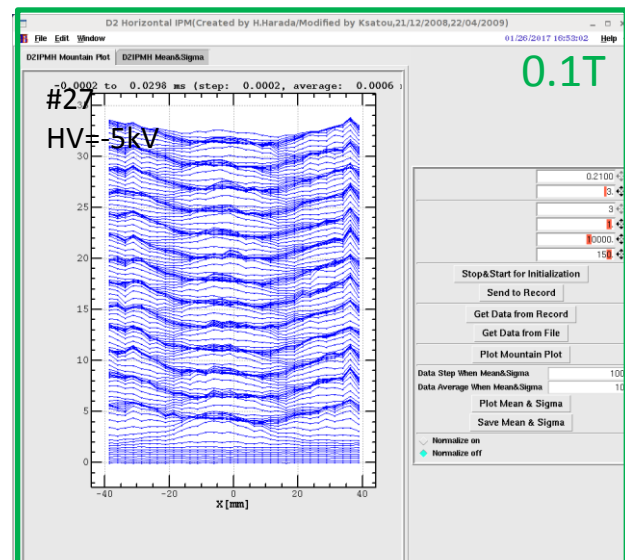 D2 Horizontal IPM(Created by H.Harada/Modified by Ksatou,21/12/2008,22/04/2009)
File Edit Window 01/26/2017 16:53:02 Help
D2IPMH Mountain Plot D2IPMH Mean&Sigma
0.1T
-0.0002 to 0.0298 ms (step: 0.0002, average: 0.0006
#27
HV=-5kV
30
25
20
15
10
5
0
-40 -20 0 20 40
X[mm]
0.2100
3.
3
1.
10000.
150.
Stop&Start for Initialization
Send to Record
Get Data from Record
Get Data from File
Plot Mountain Plot
Data Step When Mean&Sigma 100
Data Average When Mean&Sigma 10
Plot Mean & Sigma
Save Mean & Sigma
Normalize on
Normalize off